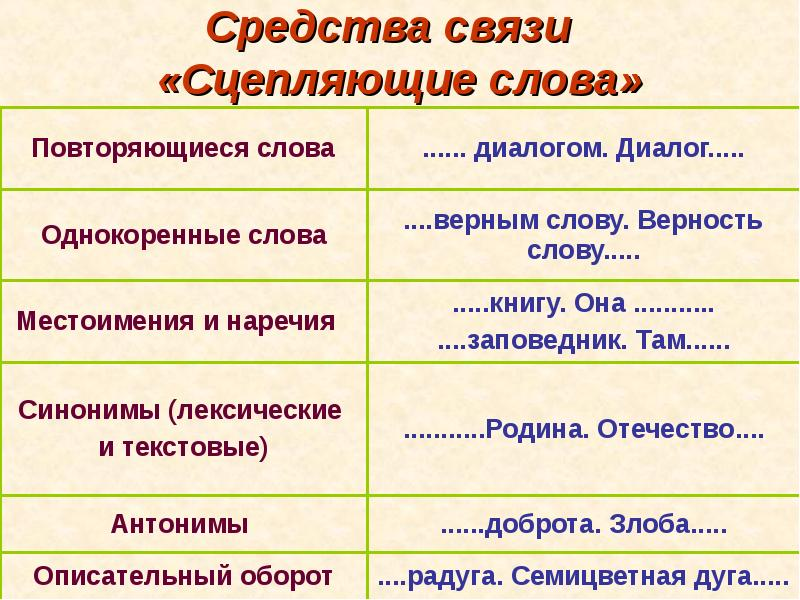 Средства связи
«Сцепляющие слова»
Повторяющиеся слова
...... диалогом. Диалог.....
Однокоренные слова
....верным слову. Верность
слову.....
Местоимения и наречия
.....книгу. Она ...........
....заповедник. Там......
Синонимы (лексические
и текстовые)
...........Родина. Отечество....
Антонимы
......доброта. Злоба.....
Описательный оборот
....радуга. Семицветная дуга.....